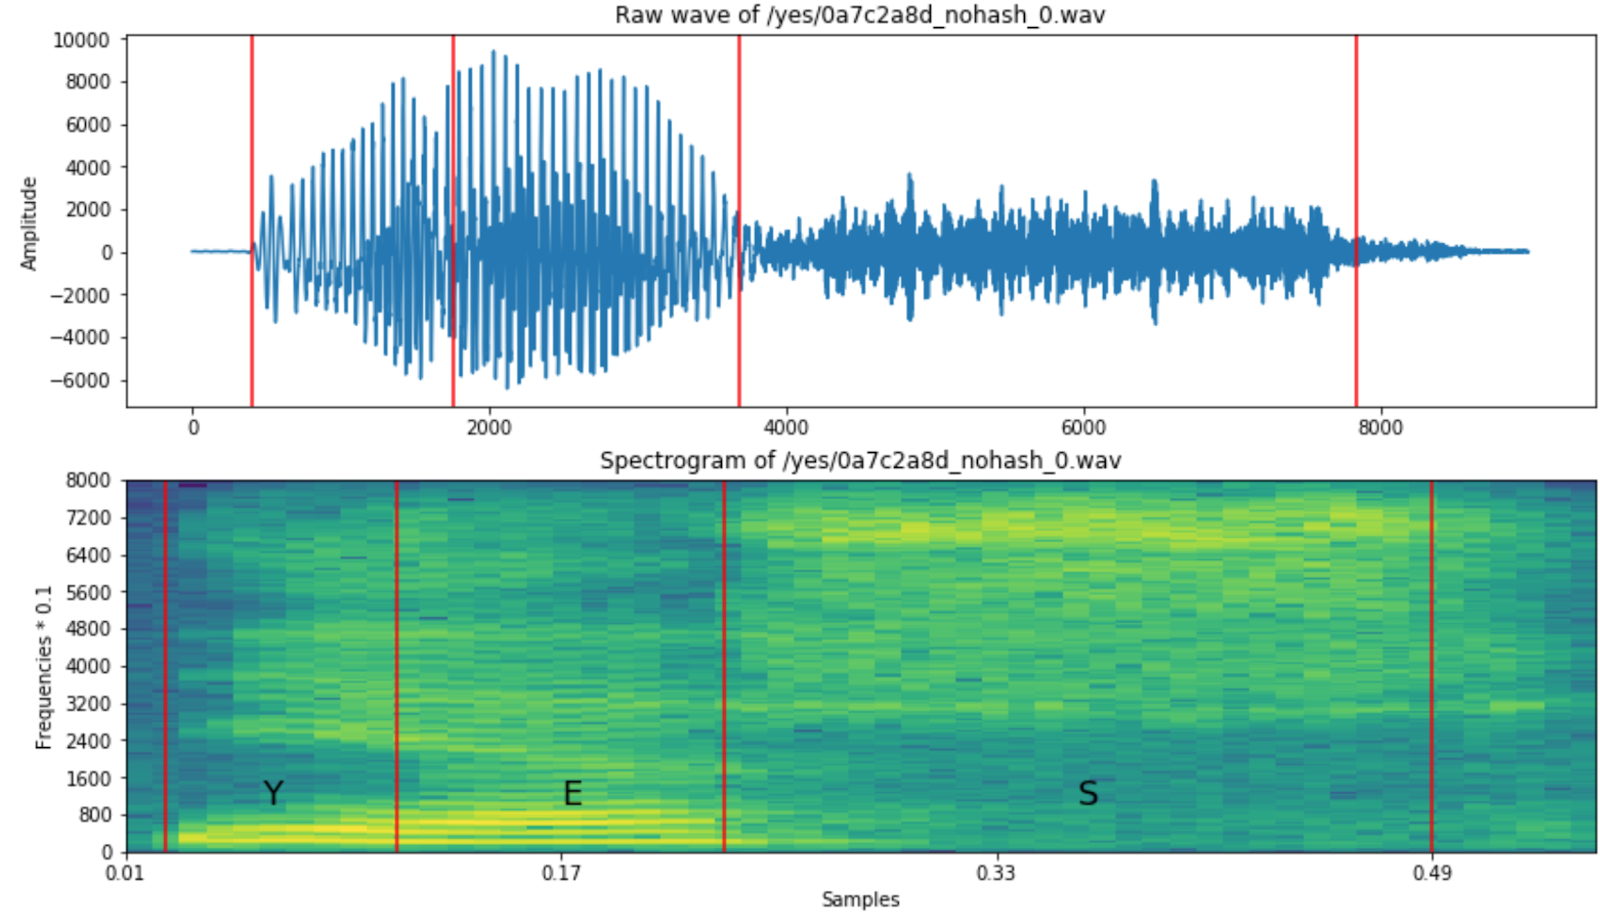 Raw wave of /yes/0a7c2a8d_nohash_0.wav
10000
8000
6000
4000
2000
0
−2000
−4000
−6000
Amplitude
0 2000 4000 6000 8000
Spectrogram of /yes/0a7c2a8d_nohash_0.wav
8000
7200
6400
5600
4800
4000
3200
2400
1600
800
0
Frequencies * 0.1
Y E S
0.01 0.17 0.33 0.49
Samples